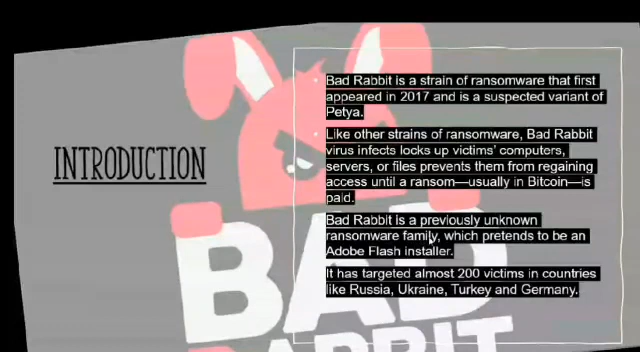 INTRODUCTION
Bad Rabbit is a strain of ransomware that first
appeared in 2017 and is a suspected variant of
Petya.
Like other strains of ransomware, Bad Rabbit
virus infects locks up victims' computers,
servers, or files prevents them from regaining
access until a ransom—usually in Bitcoin—is
paid.
Bad Rabbit is a previously unknown
ransomware family, which pretends to be an
Adobe Flash installer.
It has targeted almost 200 victims in countries
like Russia, Ukraine, Turkey and Germany.
BAD
RABBIT